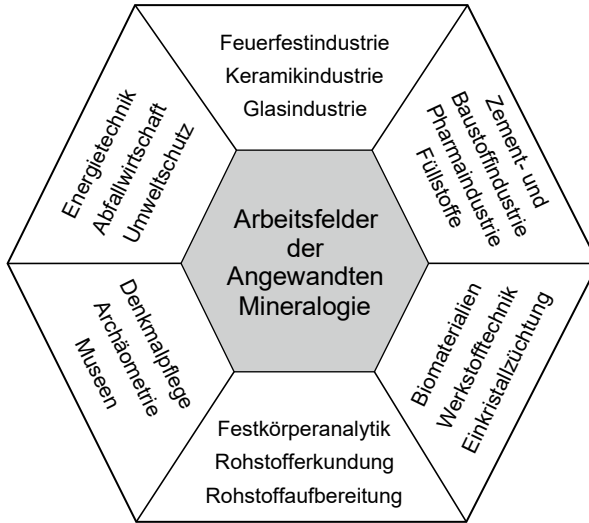 Feuerfestindustrie
Keramikindustrie
Glasindustrie
Zement- und
Baustoffindustrie
Pharmaindustrie
Füllstoffe
Energietechnik
Abfallwirtschaft
Umweltschutz
Arbeitsfelder
der
Angewandten
Mineralogie
Biomaterialien
Werkstofftechnik
Einkristallzüchtung
Denkmalpflege
Archäometrie
Museen
Festkörperanalytik
Rohstofferkundung
Rohstoffaufbereitung